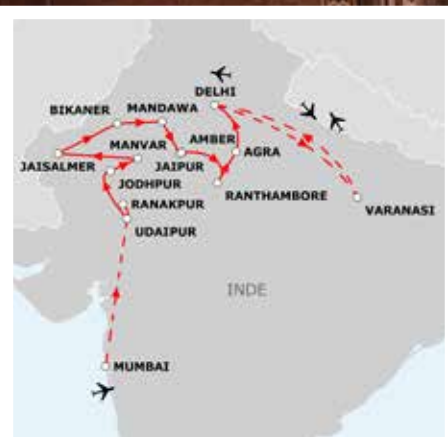 DELHI
BIKANER
MANDAWA
MANVAR
AMBER
AGRA
JAISALMER
JAIPUR
JODHPUR
RANTHAMBORE
RANAKPUR
VARANASI
UDAIPUR
INDE
MUMBAI